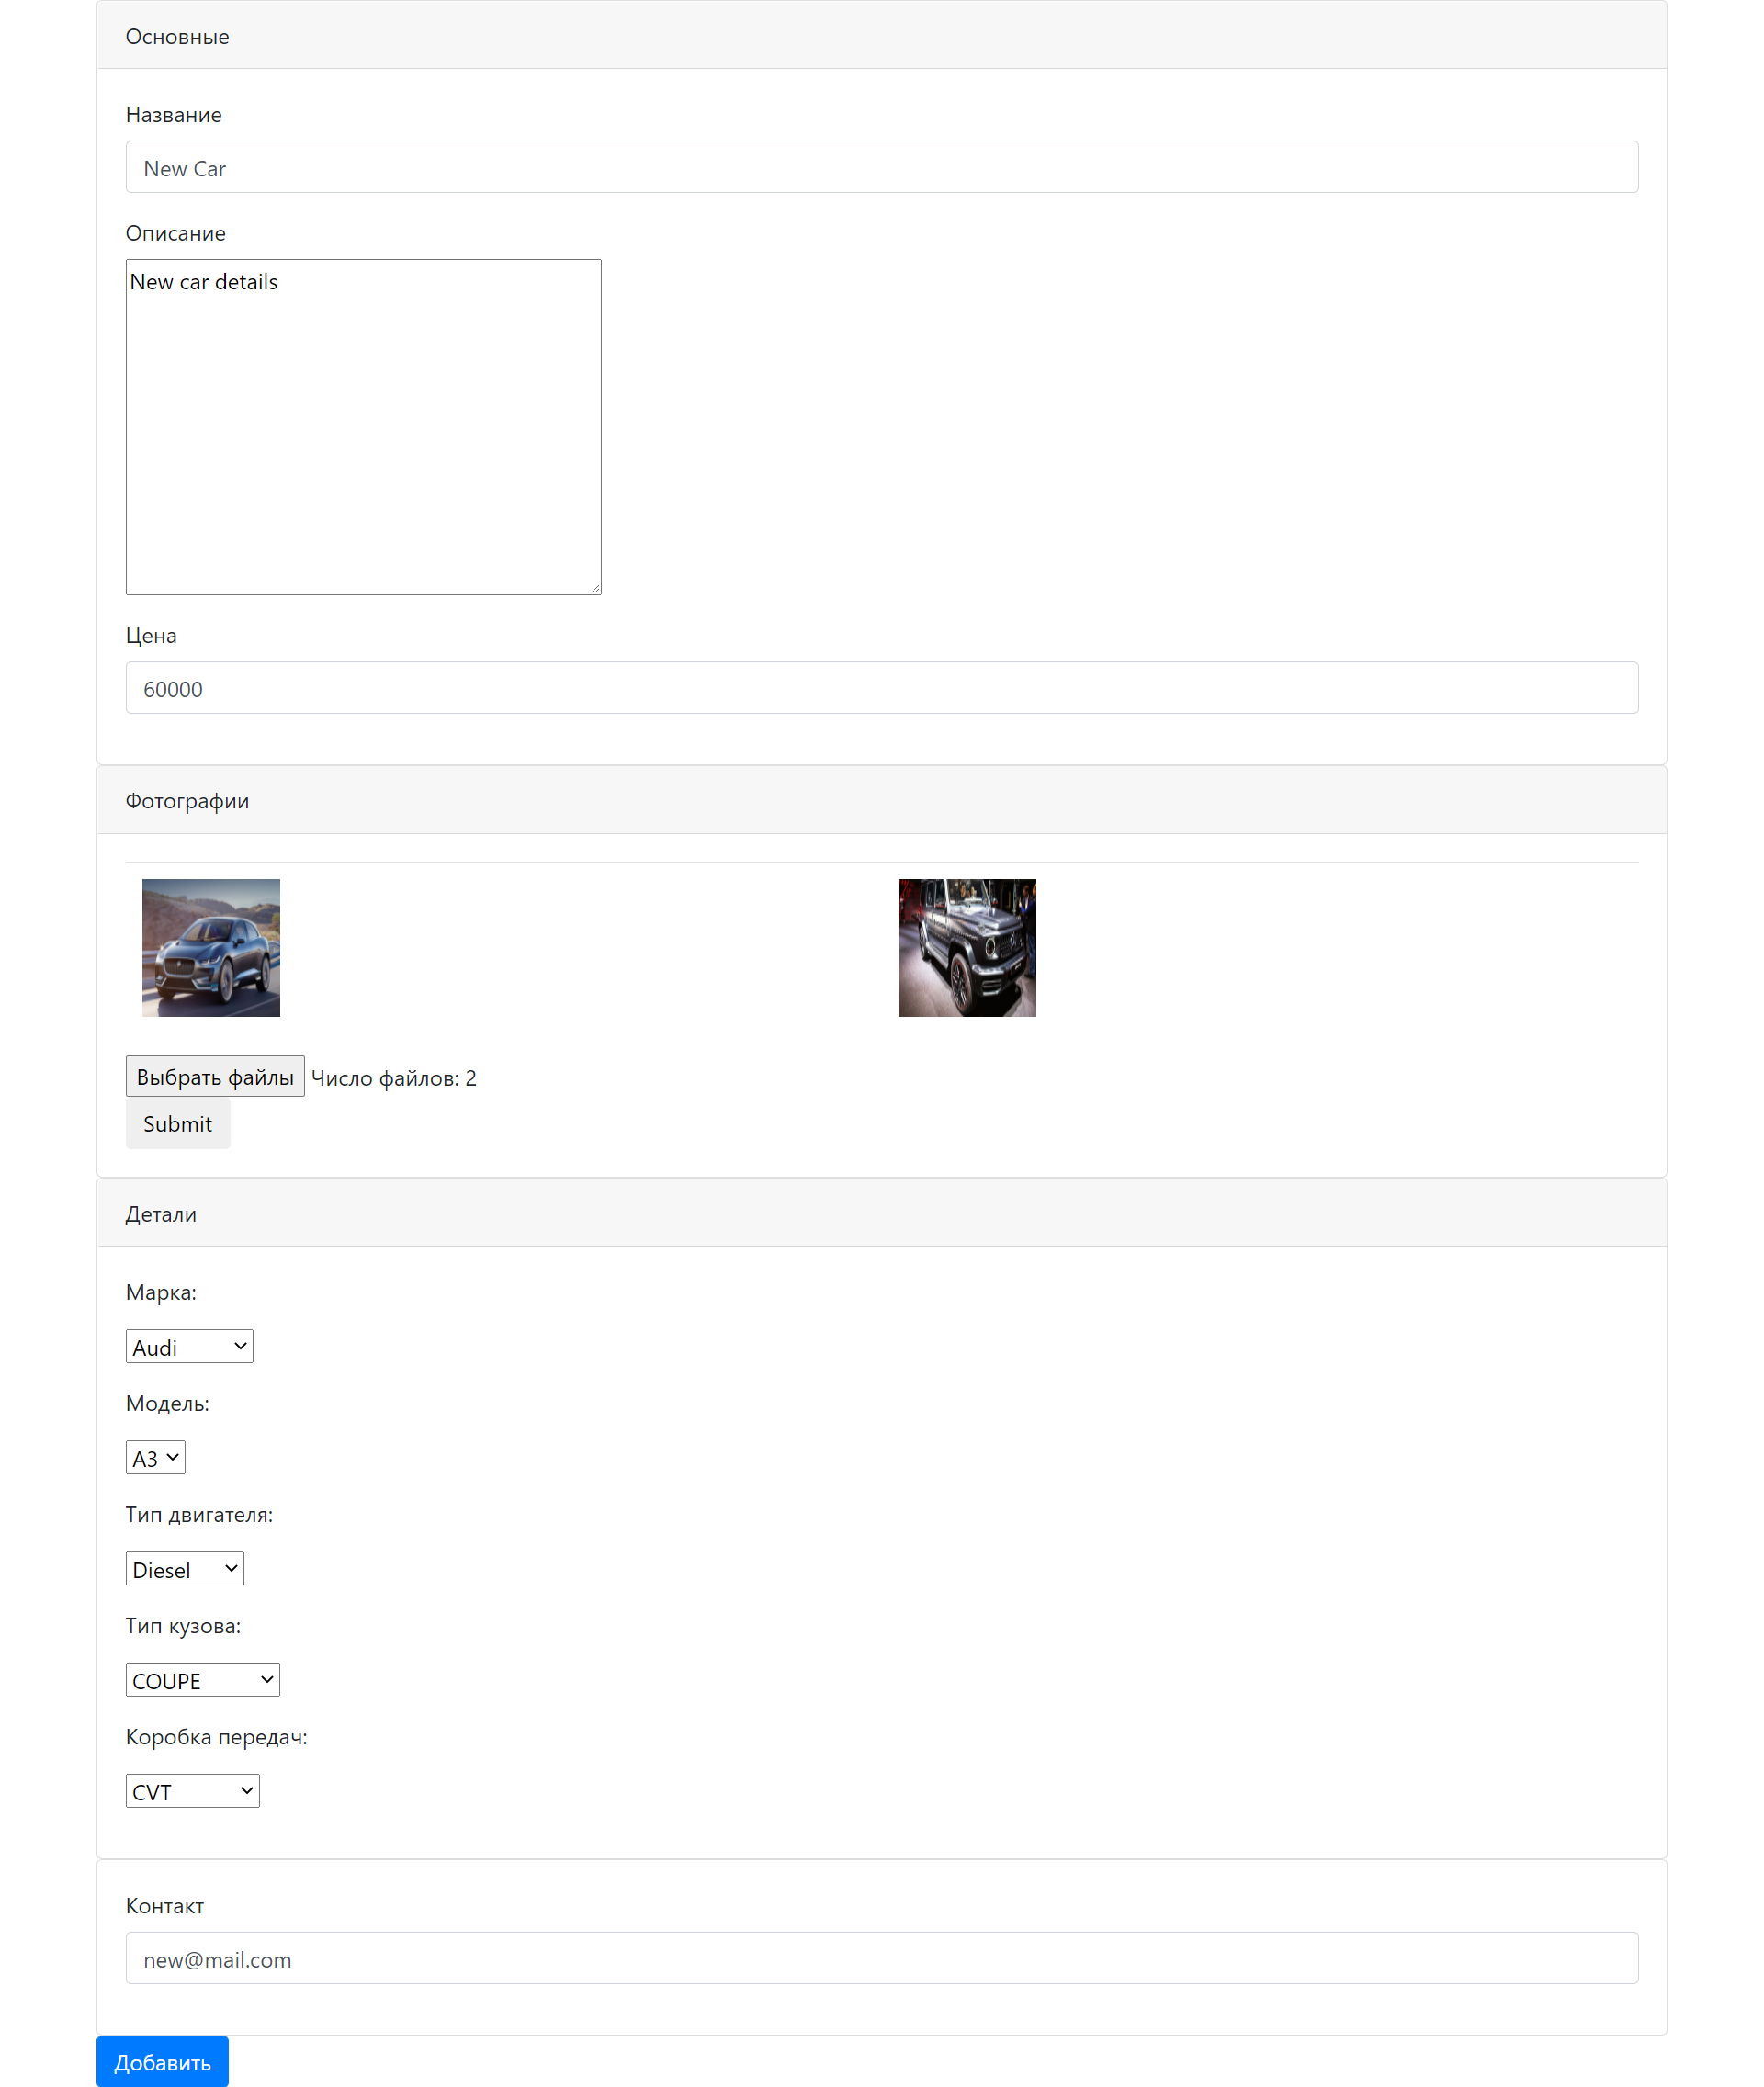 Основные
Название
New Car
Описание
New car details
Цена
60000
Фотографии
Выбрать файлы Число файлов: 2
Submit
Детали
Марка:
Audi
Модель:
A3
Тип двигателя:
Diesel
Тип кузова:
COUPE
Коробка передач:
CVT
Контакт
new@mail.com
Добавить